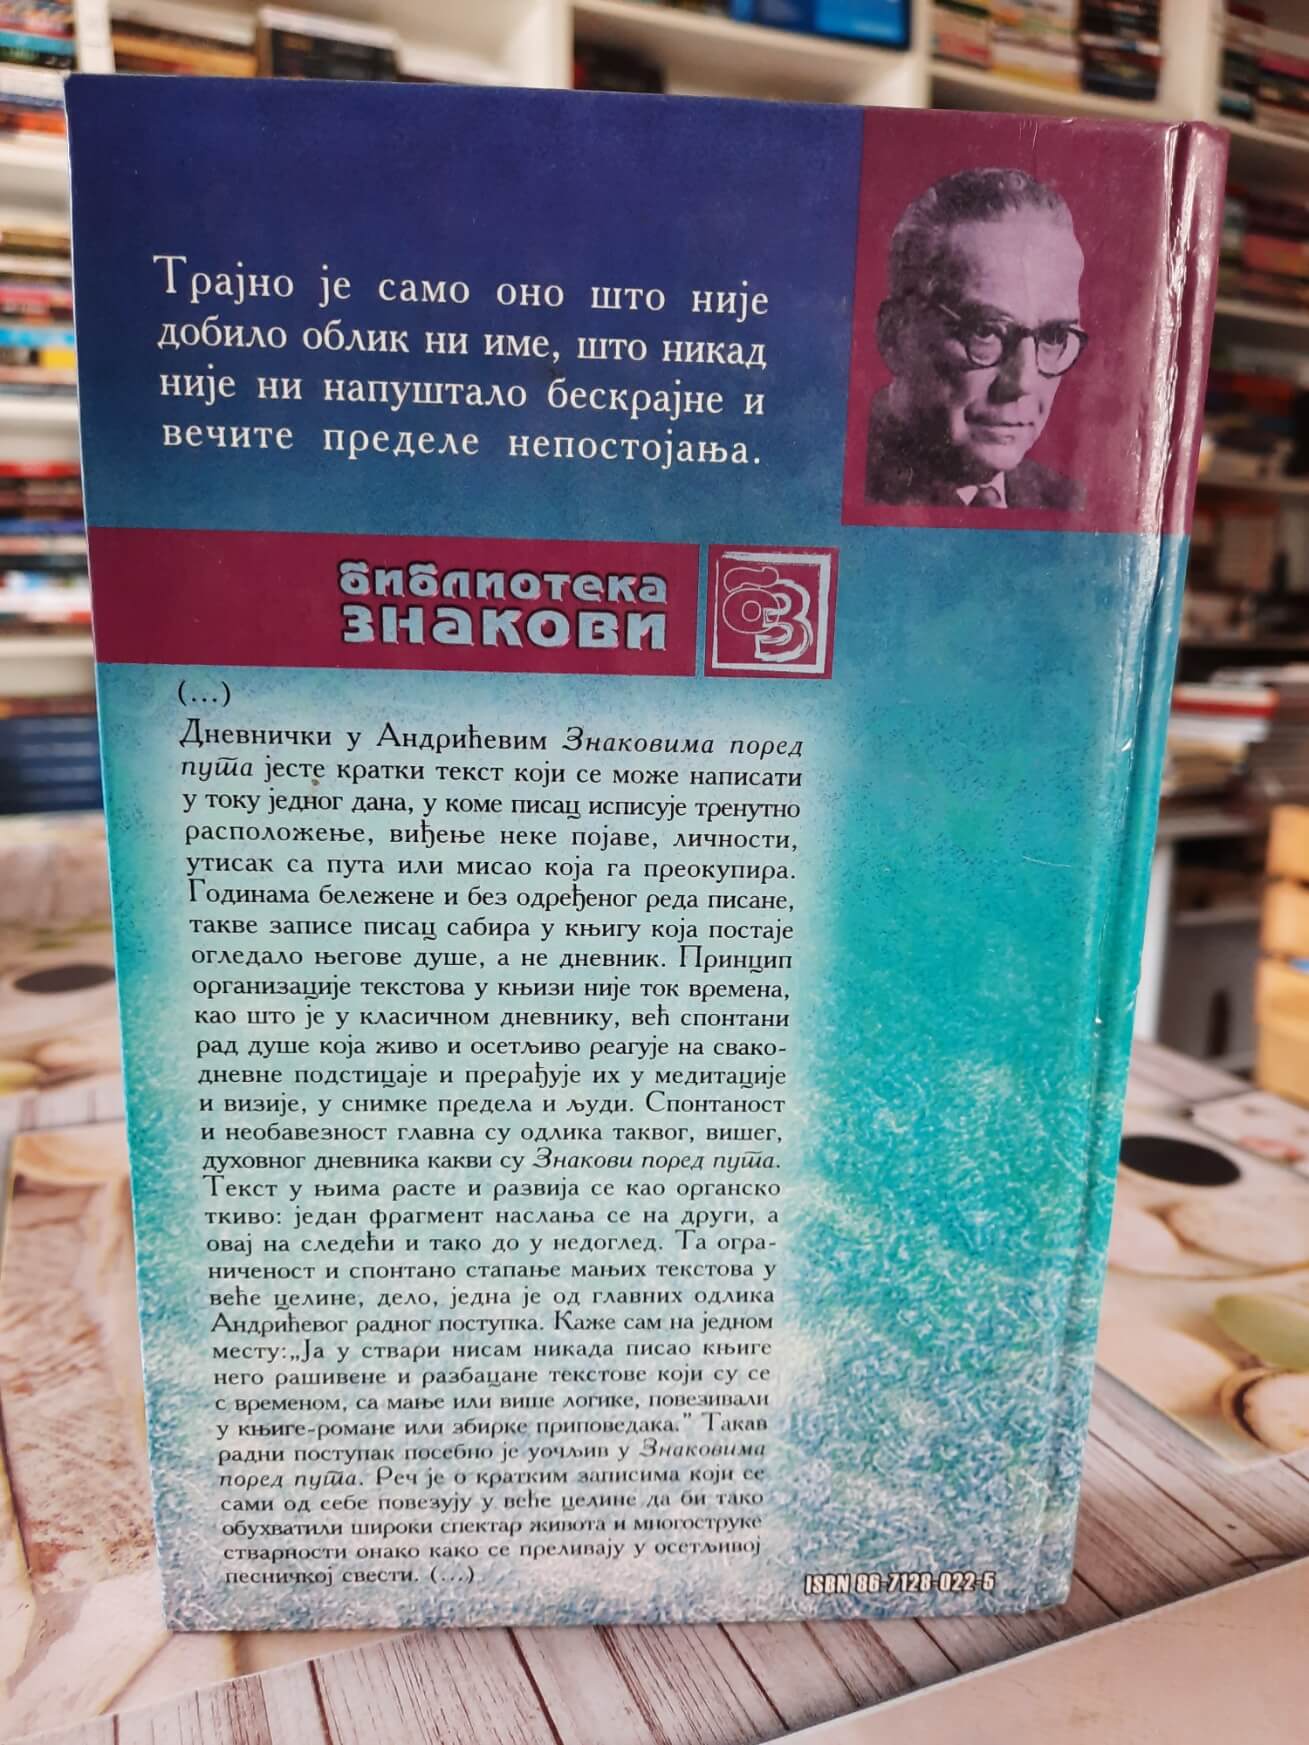 Трајно је само оно што није
добило облик ни име, што никад
није ни напуштало бескрајне и
вечите пределе непостојања.
библиотека
ЗНАКОВИ
(...)
Дневнички у Андрићевим Знаковима поред
пута јесте кратки текст који се може написати
у току једног дана, у коме писац исписује тренутно
расположење, виђење неке појаве, личности,
утисак са пута или мисао која га преокупира.
Годинама бележене и без одређеног реда писане,
такве записе писац сабира у књигу која постаје
огледало његове душе, а не дневник. Принцип
организације текстова у књизи није ток времена,
као што је у класичном дневнику, већ спонтани
рад душе која живо и осетљиво реагује на свако-
дневне подстицаје и прерађује их у медитације
и визије, у снимке предела и људи. Спонтаност
и необавезност главна су одлика таквог, вишег,
духовног дневника какви су Знакови поред пута.
Текст у њима расте и развија се као органско
ткиво: један фрагмент наслања се на други, а
овај на следећи и тако до у недоглед. Та огра-
ниченост и спонтано стапање мањих текстова у
веће целине, дело, једна је од главних одлика
Андрићевог радног поступка. Каже сам на једном
месту:„Ја у ствари нисам никада писао књиге
него рашивене и разбацане текстове који су се
с временом, са мање или више логике, повезивали
у књиге-романе или збирке приповедака.” Такав
радни поступак посебно је уочљив у Знаковима
поред пута. Реч је о кратким записима који се
сами од себе повезују у веће целине да би тако
обухватили широки спектар живота и многоструке
стварности онако како се преливају у осетљивој
песничкој свести. (...)
ISBN 86-7128-022-5